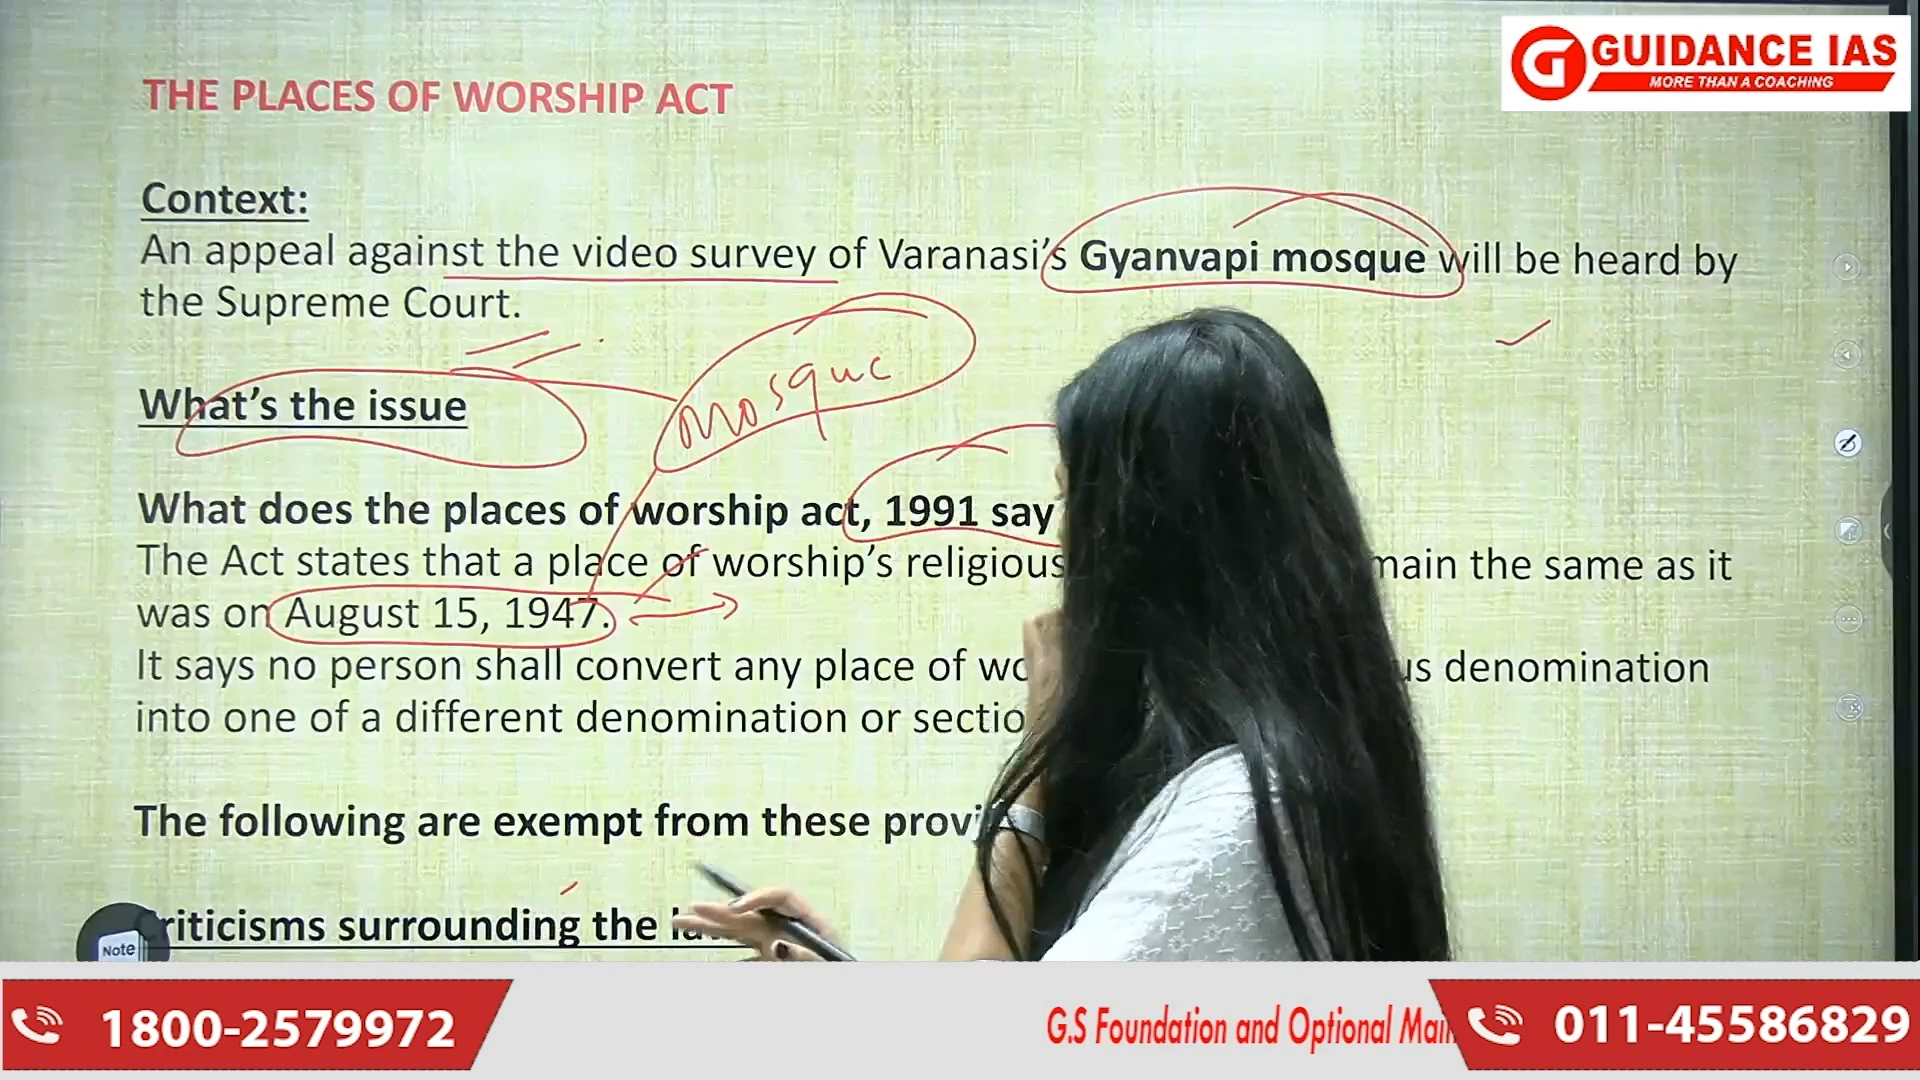 GUIDANCE IAS
MORE THAN A COACHING
THE PLACES OF WORSHIP ACT
Context:
An appeal against the video survey of Varanasi’s Gyanvapi mosque will be heard by
the Supreme Court.
mosque
What’s the issue
What does the places of worship act, 1991 say
The Act states that a place of worship’s religious main the same as it
was on August 15, 1947.
It says no person shall convert any place of us denomination
into one of a different denomination or sectio
The following are exempt from these prov
Criticisms surrounding the
Note
1800-2579972
G.S Foundation and Optional Main
011-45586829